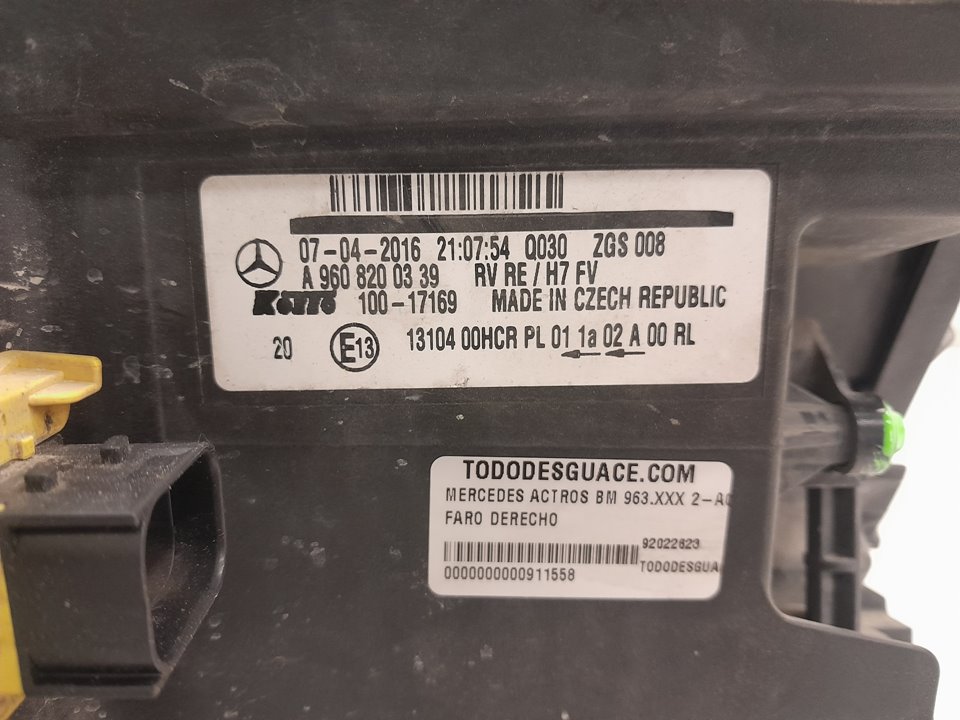 07-04-2016 21:07:54 Q030 ZGS 008
A 960 820 03 39 RV RE / H7 FV
100-17169 MADE IN CZECH REPUBLIC
20 E13 13104 00HCR PL 01 1a 02 A 00 RL
TODODESGUACE.COM
MERCEDES ACTROS BM 963.XXX 2-A
FARO DERECHO
92022623
0000000000911558 TODODESGUA